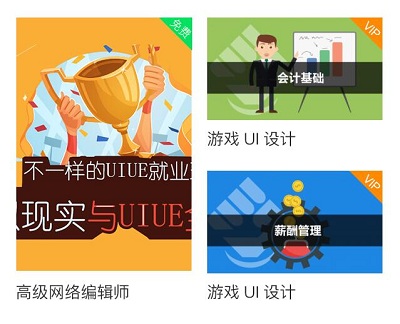 免费
不一样的UIUE就业
现实与UIUE
高级网络编辑师
VIP
会计基础
游戏 UI 设计
VIP
薪酬管理
游戏 UI 设计